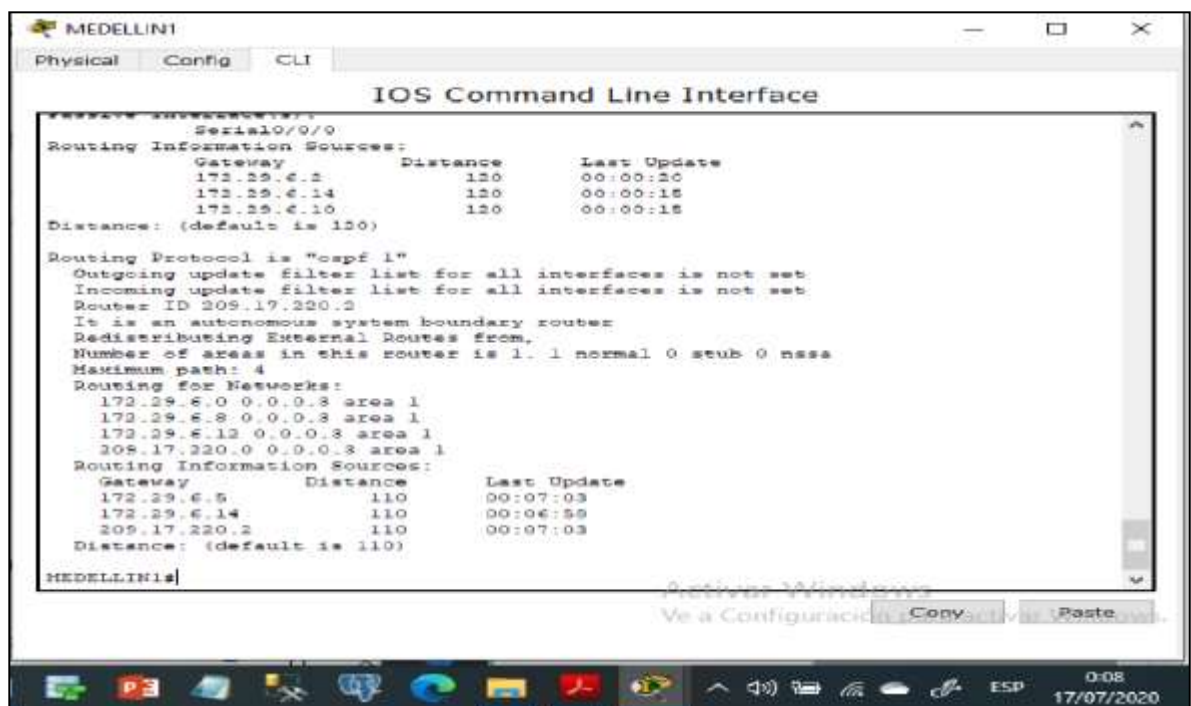 MEDELLIN1
Physical Config CLI
IOS Command Line Interface
Passive Interface(s):
Serial0/0/0
Routing Information Sources:
Gateway Distance Last Update
172.29.6.2 120 00:00:20
172.29.6.14 120
172.29.6.10 120
Distance: (default is 120)
Routing Protocol is "ospf 1"
Outgoing update filter list for all interfaces is not set
Incoming update filter list for all interfaces is not set
Router ID 209.17.220.2
It is an autonomous system boundary router
Redistributing External Routes from,
Number of areas in this router is 1. 1 normal 0 stub 0 nssa
Maximum path: 4
Routing for Networks:
172.29.6.0 0.0.0.3 area 1
172.29.6.8 0.0.0.3 area 1
172.29.6.12 0.0.0.3 area 1
209.17.220.0 0.0.0.3 area 1
Routing Information Sources:
Gateway Distance Last Update
172.29.6.5 110 00:07:03
172.29.6.14 110
209.17.220.2 110 00:07:03
Distance: (default is 110)
MEDELLIN1#
Activar Windows
Ve a Configuración
Copy Paste
ESP
0:08
17/07/2020